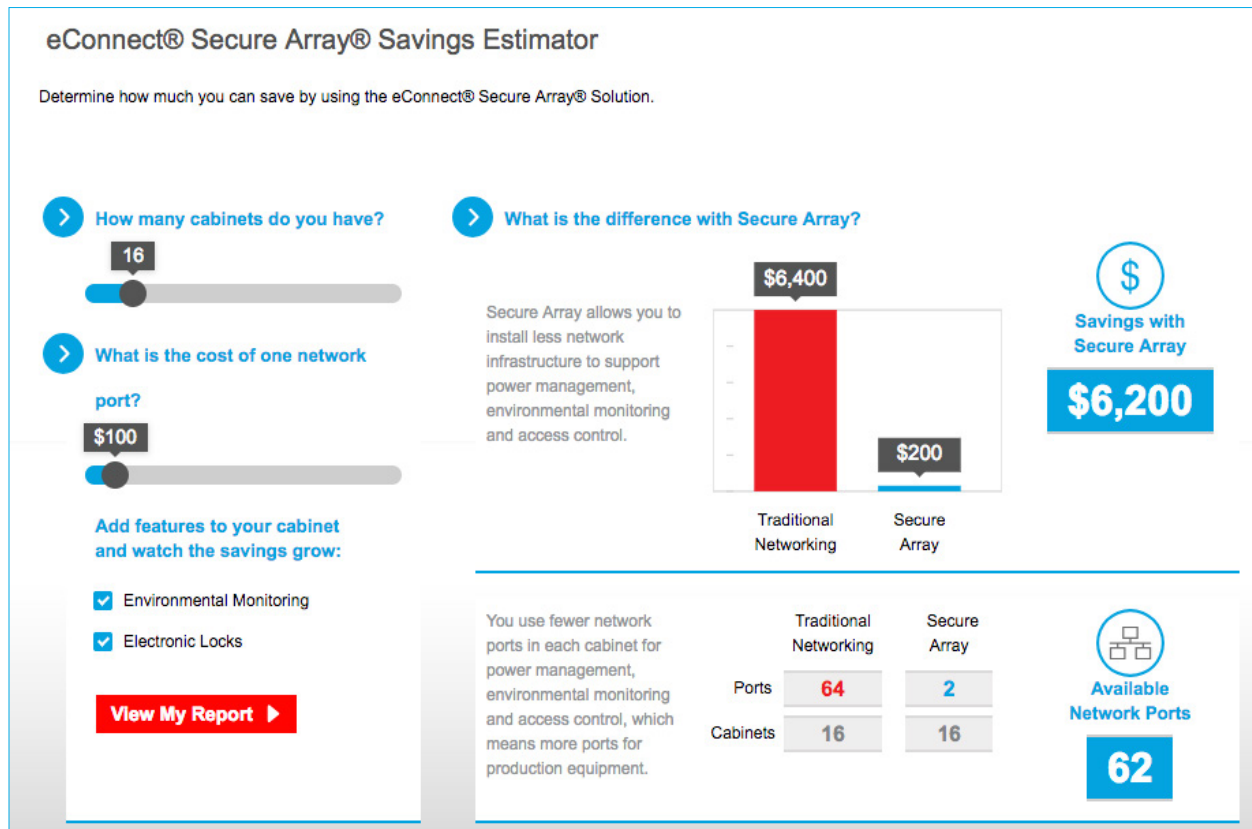 eConnect® Secure Array® Savings Estimator
Determine how much you can save by using the eConnect® Secure Array® Solution.
How many cabinets do you have?
16
What is the cost of one network
port?
$100
Add features to your cabinet
and watch the savings grow:
Environmental Monitoring
Electronic Locks
View My Report
What is the difference with Secure Array?
Secure Array allows you to
install less network
infrastructure to support
power management,
environmental monitoring
and access control.
$6,400
$200
Traditional
Networking
Secure
Array
$
Savings with
Secure Array
$6,200
You use fewer network
ports in each cabinet for
power management,
environmental monitoring
and access control, which
means more ports for
production equipment.
Traditional
Networking
Secure
Array
Ports 64 2
Cabinets 16 16
Available
Network Ports
62